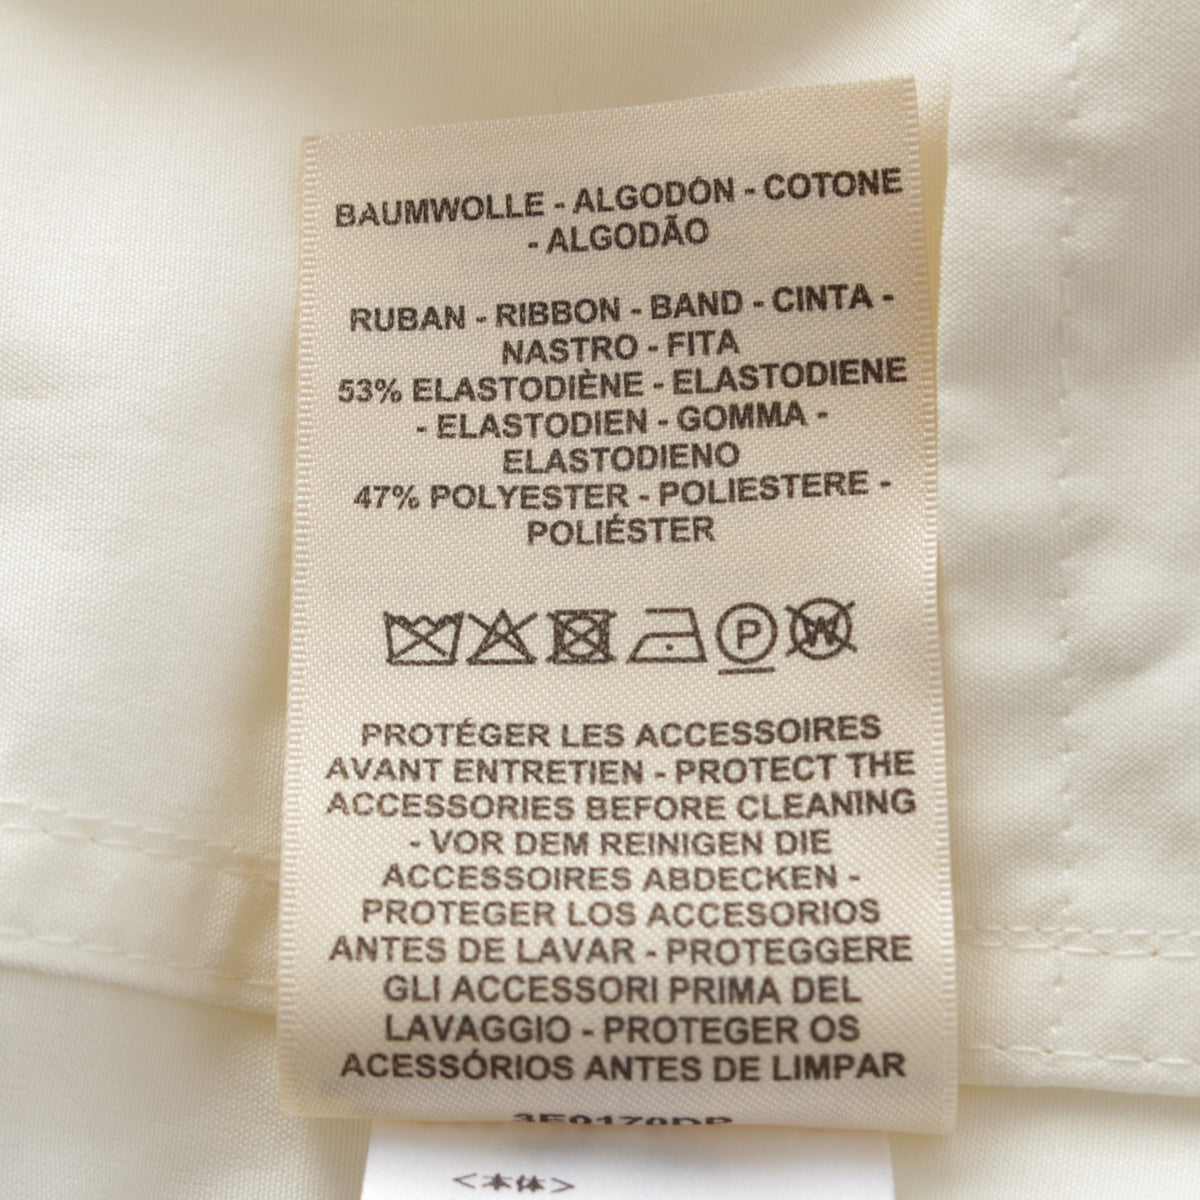 BAUMWOLLE - ALGODÓN - COTONE
- ALGODÃO
RUBAN - RIBBON - BAND - CINTA -
NASTRO - FITA
53% ELASTODIÈNE - ELASTODIENE
- ELASTODIEN - GOMMA -
ELASTODIENO
47% POLYESTER - POLIESTERE -
POLIÉSTER
P
W
PROTÉGER LES ACCESSOIRES
AVANT ENTRETIEN - PROTECT THE
ACCESSORIES BEFORE CLEANING
- VOR DEM REINIGEN DIE
ACCESSOIRES ABDECKEN -
PROTEGER LOS ACCESORIOS
ANTES DE LAVAR - PROTEGGERE
GLI ACCESSORI PRIMA DEL
LAVAGGIO - PROTEGER OS
ACESSÓRIOS ANTES DE LIMPAR
<本体>